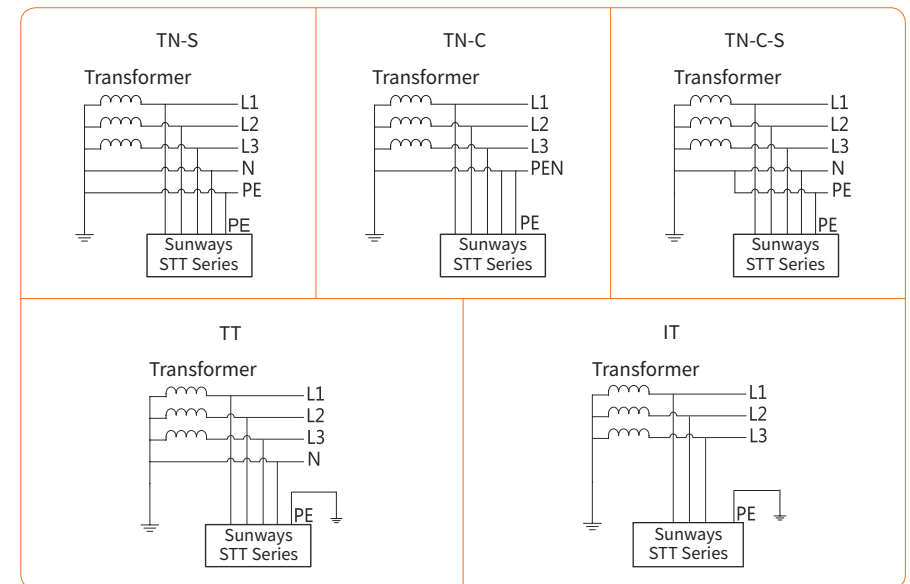 TN-S
Transformer
L1
L2
L3
N
PE
PE
Sunways
STT Series
TN-C
Transformer
L1
L2
L3
PEN
PE
Sunways
STT Series
TN-C-S
Transformer
L1
L2
L3
N
PE
PE
Sunways
STT Series
TT
Transformer
L1
L2
L3
N
PE
Sunways
STT Series
IT
Transformer
L1
L2
L3
PE
Sunways
STT Series